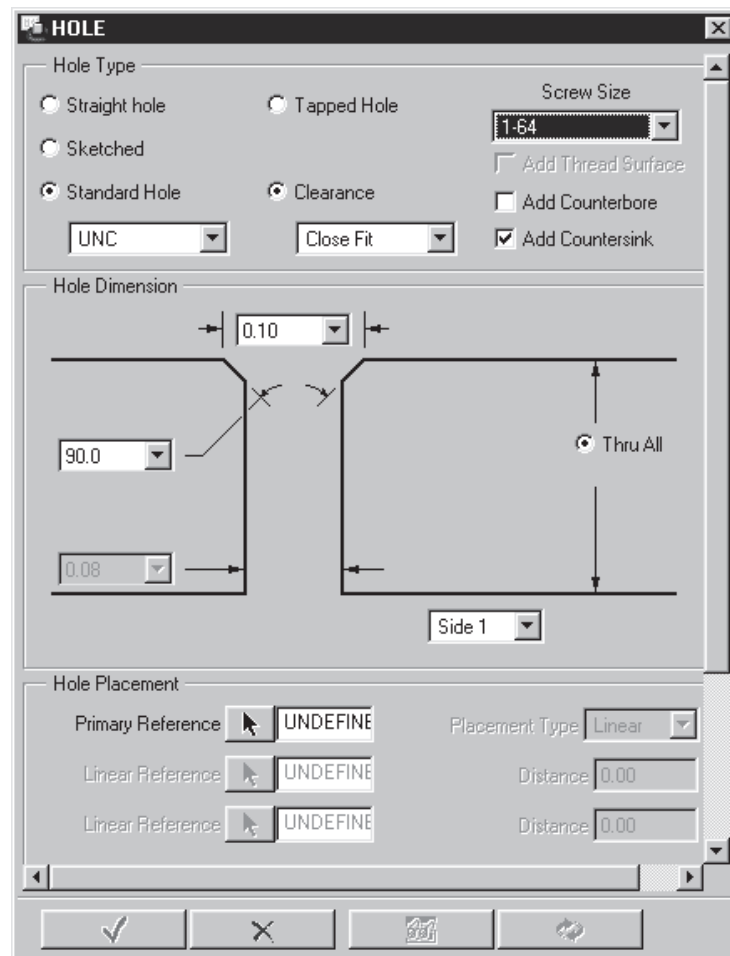 HOLE
Hole Type
Straight hole
Tapped Hole
Screw Size
1-64
Sketched
Add Thread Surface
Standard Hole
Clearance
Add Counterbore
UNC
Close Fit
Add Countersink
Hole Dimension
0.10
90.0
Thru All
0.08
Side 1
Hole Placement
Primary Reference UNDEFINE
Placement Type Linear
Linear Reference UNDEFINE
Distance 0.00
Linear Reference UNDEFINE
Distance 0.00